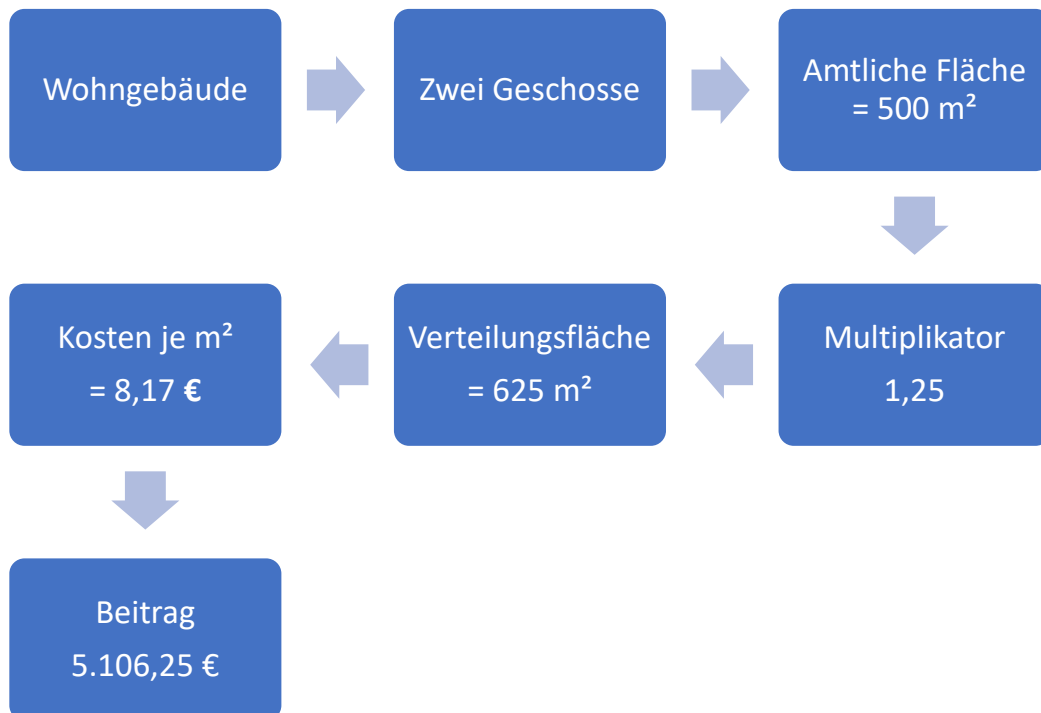 Wohngebäude
Zwei Geschosse
Amtliche Fläche
= 500 m²
Multiplikator
1,25
Verteilungsfläche
= 625 m²
Kosten je m²
= 8,17 €
Beitrag
5.106,25 €